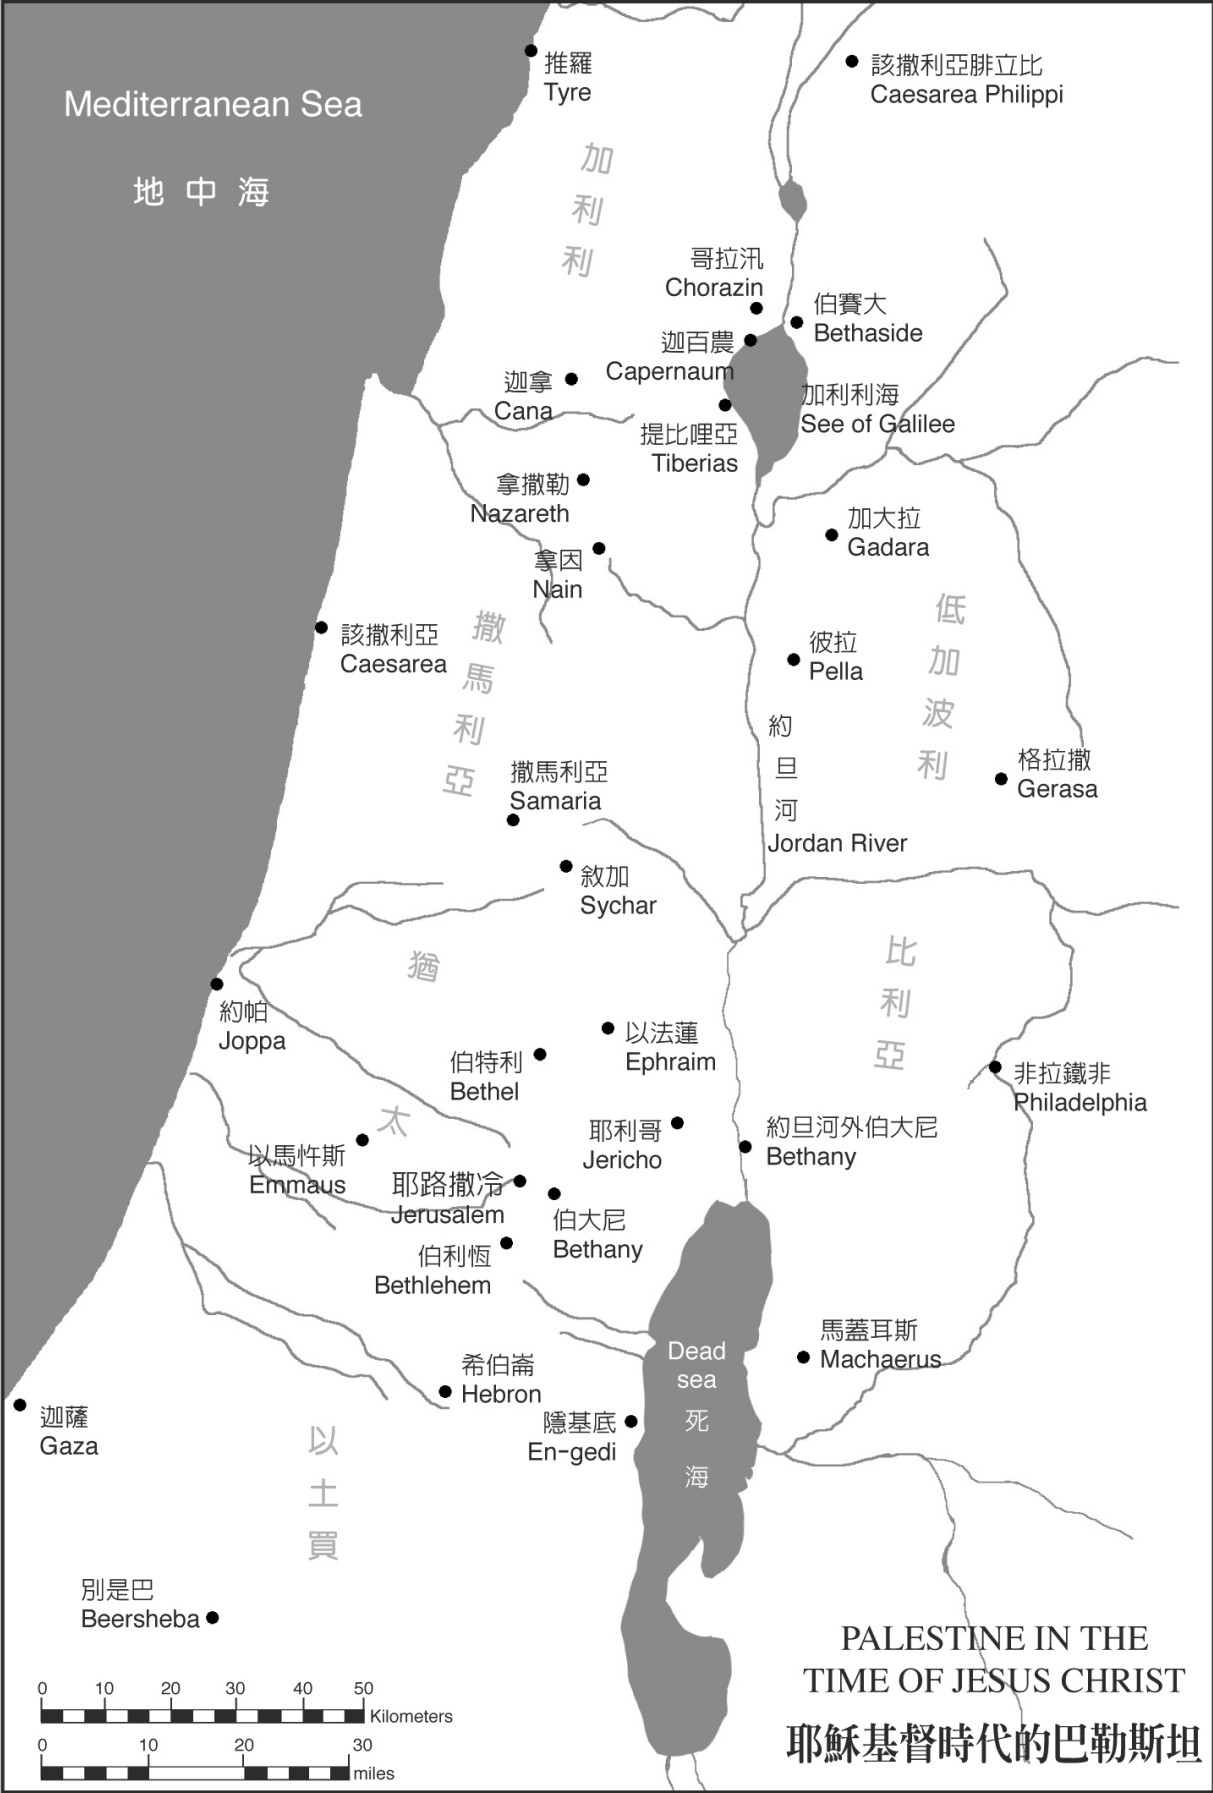 Mediterranean Sea
地中海
推羅
Tyre
該撒利亞腓立比
Caesarea Philippi
加利利
哥拉汛
Chorazin
伯賽大
Bethaside
迦百農
Capernaum
迦拿
Cana
加利利海
See of Galilee
提比哩亞
Tiberias
拿撒勒
Nazareth
加大拉
Gadara
拿因
Nain
低加波利
該撒利亞
Caesarea
撒馬利亞
彼拉
Pella
約旦河
Jordan River
格拉撒
Gerasa
撒馬利亞
Samaria
敘加
Sychar
猶太
比利亞
約帕
Joppa
以法蓮
Ephraim
伯特利
Bethel
非拉鐵非
Philadelphia
耶利哥
Jericho
約旦河外伯大尼
Bethany
以馬忤斯
Emmaus
耶路撒冷
Jerusalem
伯大尼
Bethany
伯利恆
Bethlehem
馬蓋耳斯
Machaerus
Dead
sea
死海
希伯崙
Hebron
隱基底
En-gedi
迦薩
Gaza
以土買
別是巴
Beersheba
PALESTINE IN THE
TIME OF JESUS CHRIST
耶穌基督時代的巴勒斯坦
0 10 20 30 40 50
Kilometers
0 10 20 30
miles